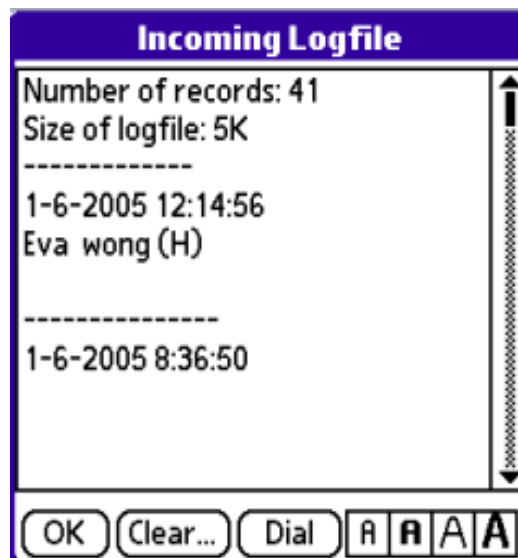 Incoming Logfile
Number of records: 41
Size of logfile: 5K
-------------
1-6-2005 12:14:56
Eva wong (H)
---------------
1-6-2005 8:36:50
OK Clear... Dial A A A A